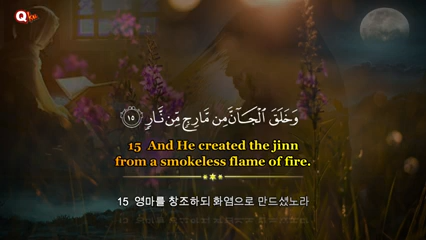 Q
وَخَلَقَ ٱلْجَآنَّ مِن مَّارِجٍ مِّن نَّارٍ ١٥
15 And He created the jinn
from a smokeless flame of fire.
15 영마를 창조하되 화염으로 만드셨노라